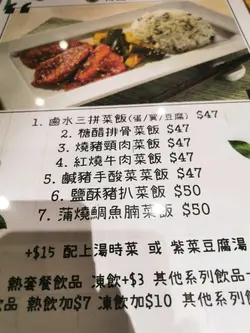 1. 鹵水三拼菜飯(蛋/翼/豆腐) $47
2. 糖醋排骨菜飯 $47
3. 燒豬頸肉菜飯 $47
4. 紅燒牛肉菜飯 $47
5. 鹹豬手酸菜菜飯 $47
6. 鹽酥豬扒菜飯 $50
7. 蒲燒鯛魚腩菜飯 $50
+$15 配上湯時菜 或 紫菜豆腐湯
熱套餐飲品 凍飲+$3 其他系列飲品
飲品 熱飲加$7 凍飲加$10 其他系列